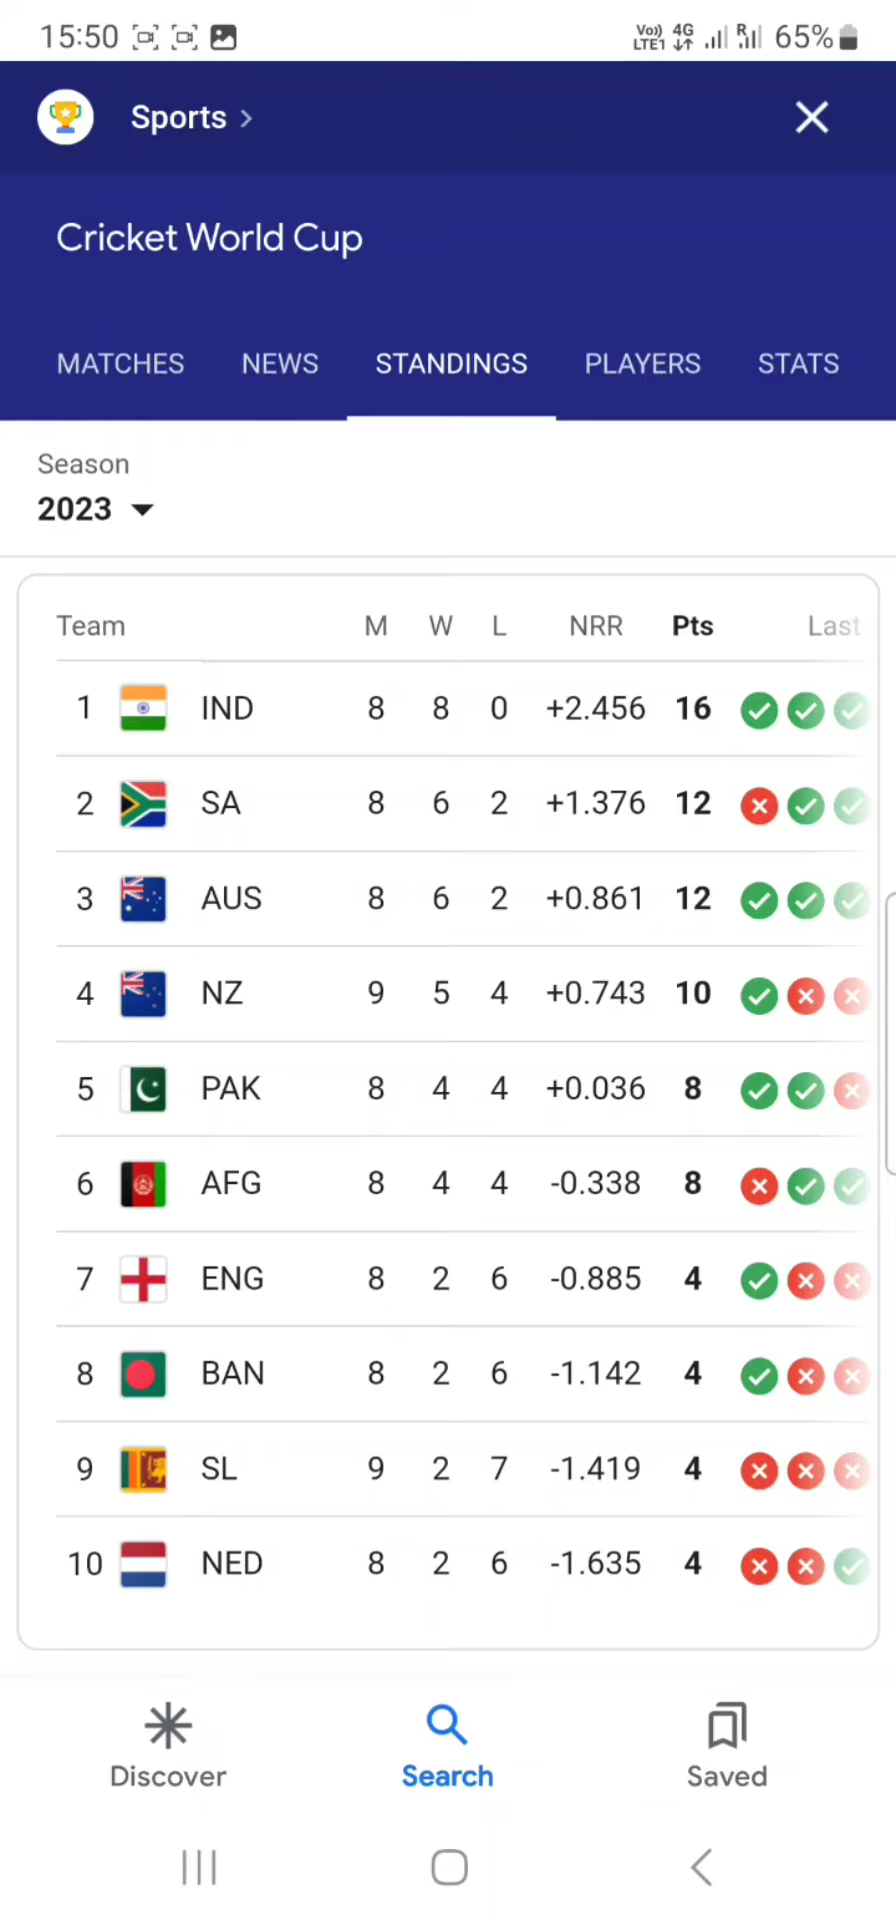 15:50 Vo)) LTE1 4G R 65%
Sports
Cricket World Cup
MATCHES NEWS STANDINGS PLAYERS STATS
Season
2023
Team M W L NRR Pts Last
1 IND 8 8 0 +2.456 16
2 SA 8 6 2 +1.376 12
3 AUS 8 6 2 +0.861 12
4 NZ 9 5 4 +0.743 10
5 PAK 8 4 4 +0.036 8
6 AFG 8 4 4 -0.338 8
7 ENG 8 2 6 -0.885 4
8 BAN 8 2 6 -1.142 4
9 SL 9 2 7 -1.419 4
10 NED 8 2 6 -1.635 4
Discover Search Saved